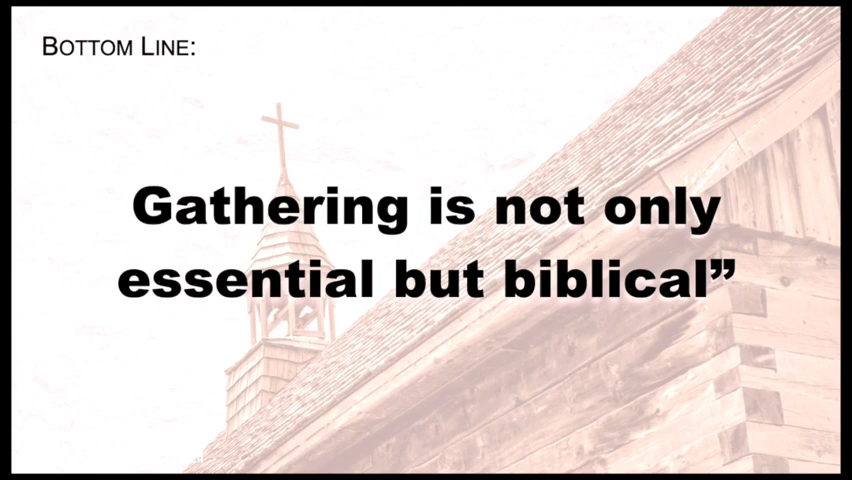 BOTTOM LINE:
Gathering is not only
essential but biblical”